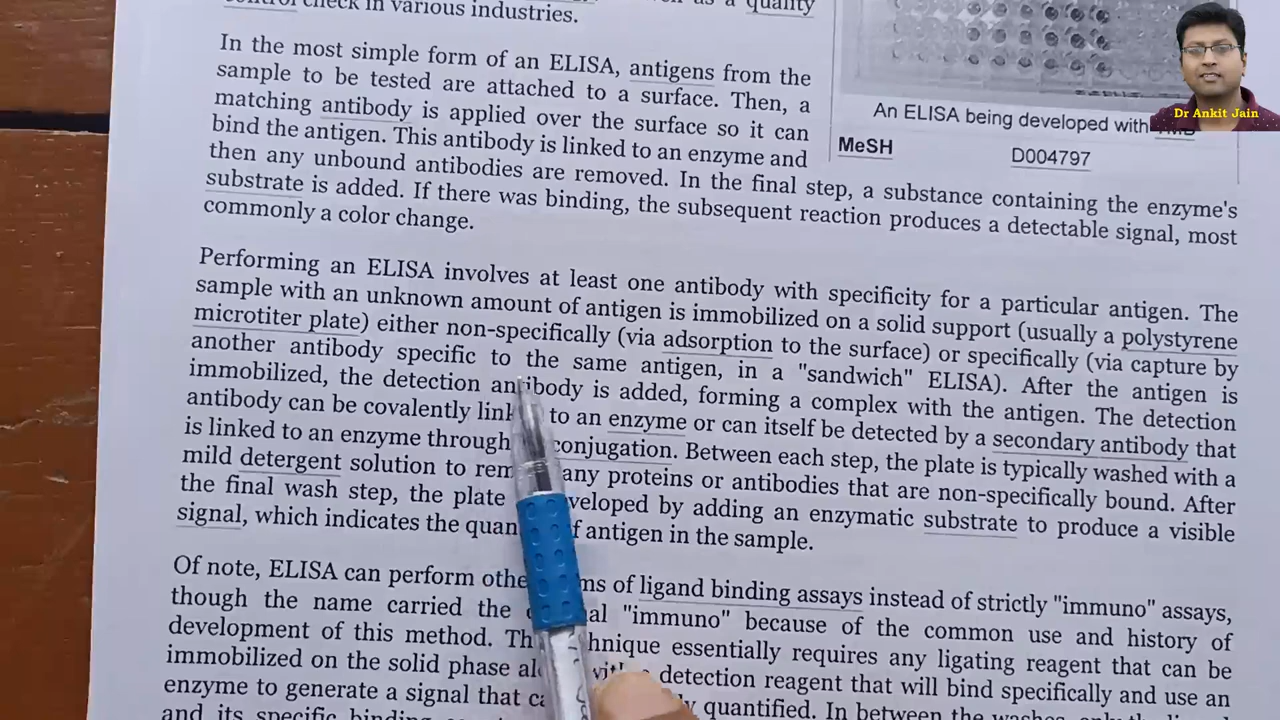 control check in various industries. as a quality
In the most simple form of an ELISA, antigens from the
sample to be tested are attached to a surface. Then, a
matching antibody is applied over the surface so it can
bind the antigen. This antibody is linked to an enzyme and
then any unbound antibodies are removed. In the final step, a substance containing the enzyme's
substrate is added. If there was binding, the subsequent reaction produces a detectable signal, most
commonly a color change.
An ELISA being developed with
MeSH D004797
Dr Ankit Jain
Performing an ELISA involves at least one antibody with specificity for a particular antigen. The
sample with an unknown amount of antigen is immobilized on a solid support (usually a polystyrene
microtiter plate) either non-specifically (via adsorption to the surface) or specifically (via capture by
another antibody specific to the same antigen, in a "sandwich" ELISA). After the antigen is
immobilized, the detection antibody is added, forming a complex with the antigen. The detection
antibody can be covalently to an enzyme or can itself be detected by a secondary antibody that
is linked to an enzyme through conjugation. Between each step, the plate is typically washed with a
mild detergent solution to any proteins or antibodies that are non-specifically bound. After
the final wash step, the plate developed by adding an enzymatic substrate to produce a visible
signal, which indicates the of antigen in the sample.
Of note, ELISA can perform of ligand binding assays instead of strictly "immuno" assays,
though the name carried the "immuno" because of the common use and history of
development of this method. The technique essentially requires any ligating reagent that can be
immobilized on the solid phase detection reagent that will bind specifically and use an
enzyme to generate a signal that quantified. In between the washes
and its specific binding